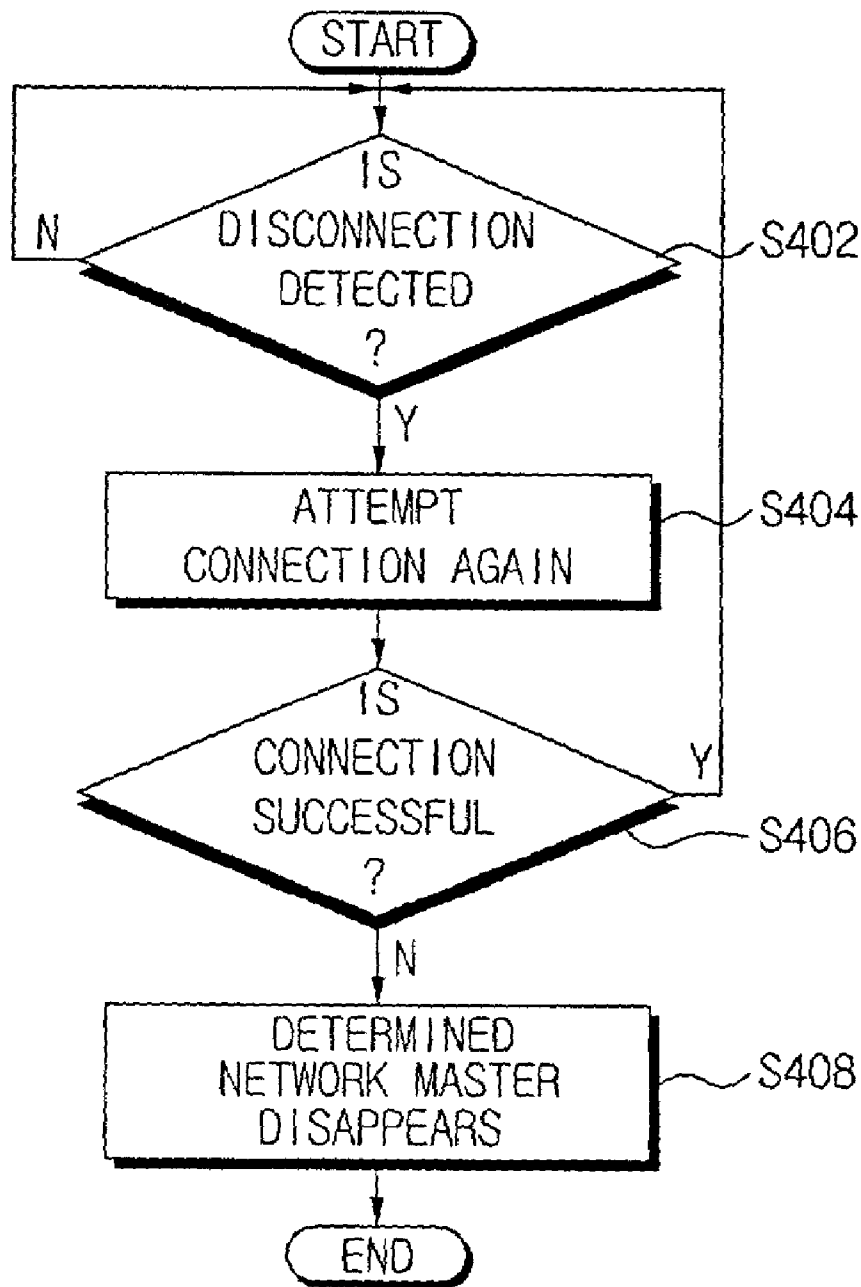 START
IS
DISCONNECTION
DETECTED
?
N
S402
Y
ATTEMPT
CONNECTION AGAIN
S404
IS
CONNECTION
SUCCESSFUL
?
Y
S406
N
DETERMINED
NETWORK MASTER
DISAPPEARS
S408
END